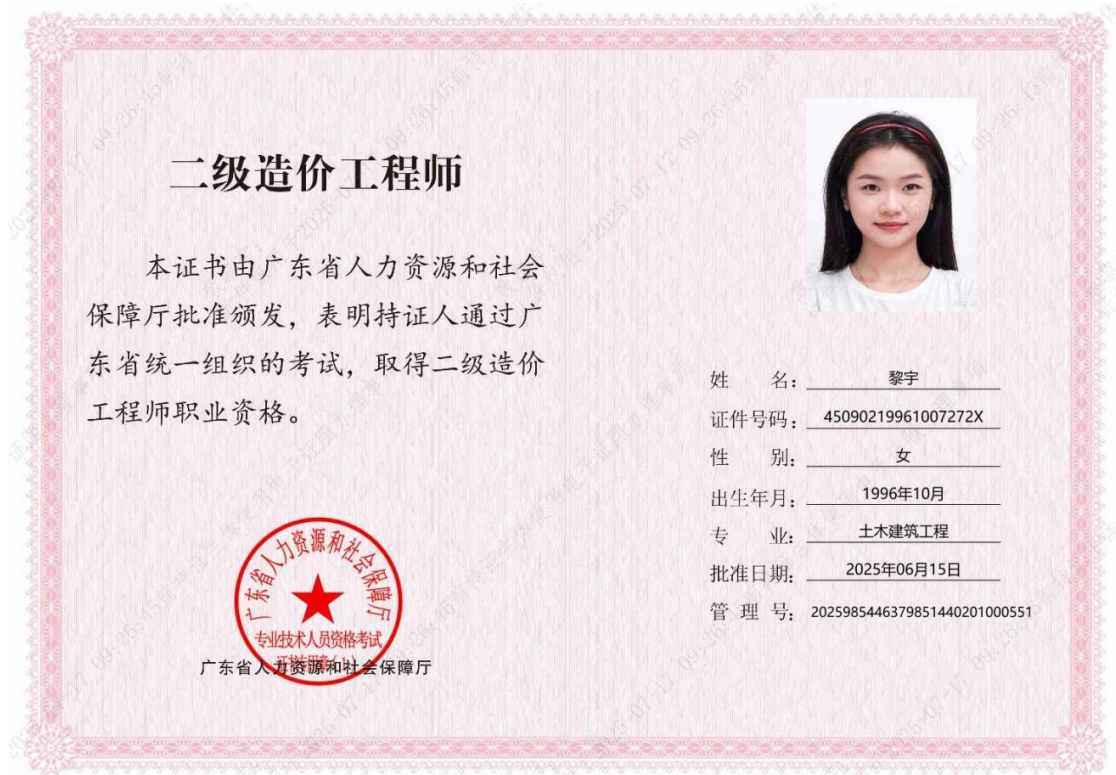 二级造价工程师
本证书由广东省人力资源和社会
保障厅批准颁发，表明持证人通过广
东省统一组织的考试，取得二级造价
工程师职业资格。
广东省人力资源和社会保障厅
专业技术人员资格考试
广东省人力资源和社会保障厅
姓 名：黎宇
证件号码：45090219961007272X
性 别：女
出生年月：1996年10月
专 业：土木建筑工程
批准日期：2025年06月15日
管 理 号：2025985446379851440201000551